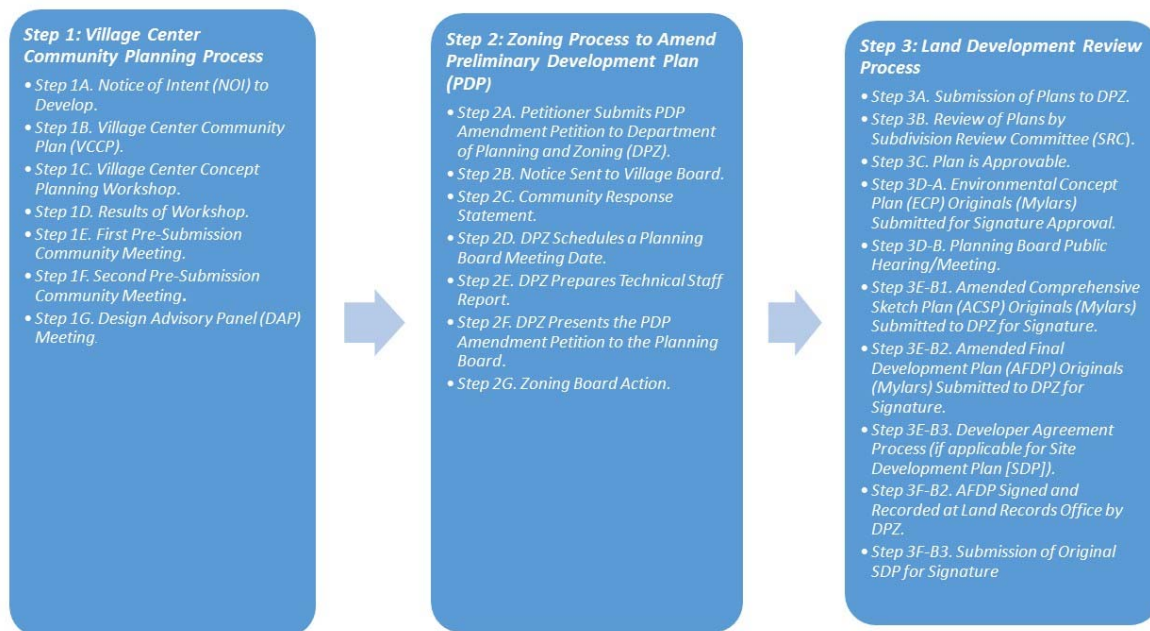 Step 1: Village Center
Community Planning Process
• Step 1A. Notice of Intent (NOI) to
Develop.
• Step 1B. Village Center Community
Plan (VCCP).
• Step 1C. Village Center Concept
Planning Workshop.
• Step 1D. Results of Workshop.
• Step 1E. First Pre-Submission
Community Meeting.
• Step 1F. Second Pre-Submission
Community Meeting.
• Step 1G. Design Advisory Panel (DAP)
Meeting.
Step 2: Zoning Process to Amend
Preliminary Development Plan
(PDP)
• Step 2A. Petitioner Submits PDP
Amendment Petition to Department
of Planning and Zoning (DPZ).
• Step 2B. Notice Sent to Village Board.
• Step 2C. Community Response
Statement.
• Step 2D. DPZ Schedules a Planning
Board Meeting Date.
• Step 2E. DPZ Prepares Technical Staff
Report.
• Step 2F. DPZ Presents the PDP
Amendment Petition to the Planning
Board.
• Step 2G. Zoning Board Action.
Step 3: Land Development Review
Process
• Step 3A. Submission of Plans to DPZ.
• Step 3B. Review of Plans by
Subdivision Review Committee (SRC).
• Step 3C. Plan is Approvable.
• Step 3D-A. Environmental Concept
Plan (ECP) Originals (Mylars)
Submitted for Signature Approval.
• Step 3D-B. Planning Board Public
Hearing/Meeting.
• Step 3E-B1. Amended Comprehensive
Sketch Plan (ACSP) Originals (Mylars)
Submitted to DPZ for Signature.
• Step 3E-B2. Amended Final
Development Plan (AFDP) Originals
(Mylars) Submitted to DPZ for
Signature.
• Step 3E-B3. Developer Agreement
Process (if applicable for Site
Development Plan [SDP]).
• Step 3F-B2. AFDP Signed and
Recorded at Land Records Office by
DPZ.
• Step 3F-B3. Submission of Original
SDP for Signature